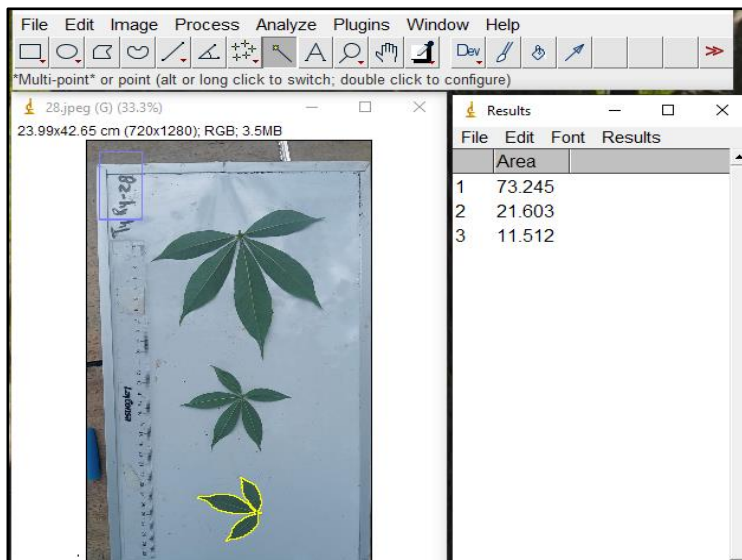 File Edit Image Process Analyze Plugins Window Help
A Dev >>
*Multi-point* or point (alt or long click to switch; double click to configure)
28.jpeg (G) (33.3%)
23.99x42.65 cm (720x1280); RGB; 3.5MB
Results
File Edit Font Results
Area
1 73.245
2 21.603
3 11.512